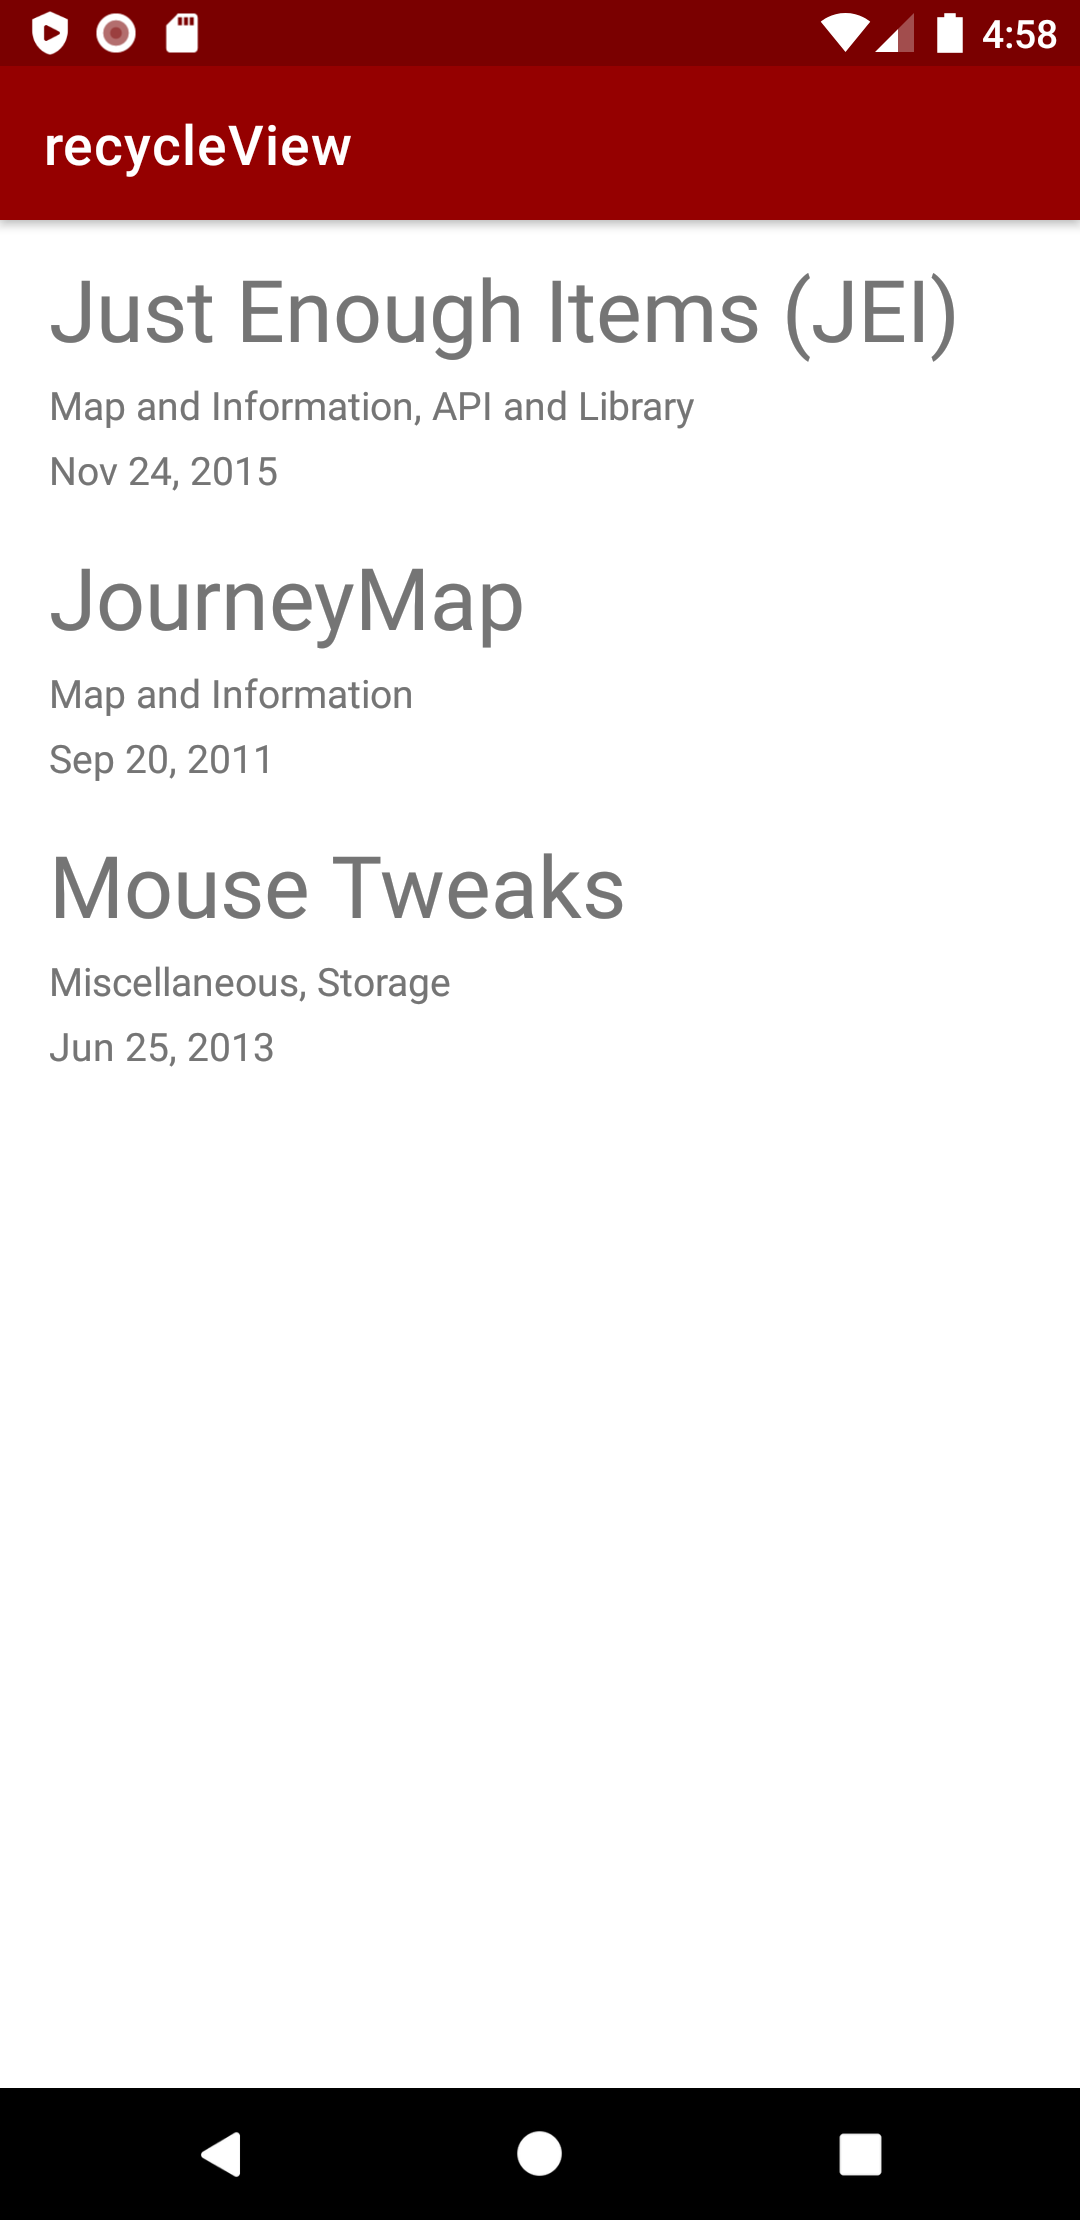 4:58
recycleView
Just Enough Items (JEI)
Map and Information, API and Library
Nov 24, 2015
JourneyMap
Map and Information
Sep 20, 2011
Mouse Tweaks
Miscellaneous, Storage
Jun 25, 2013